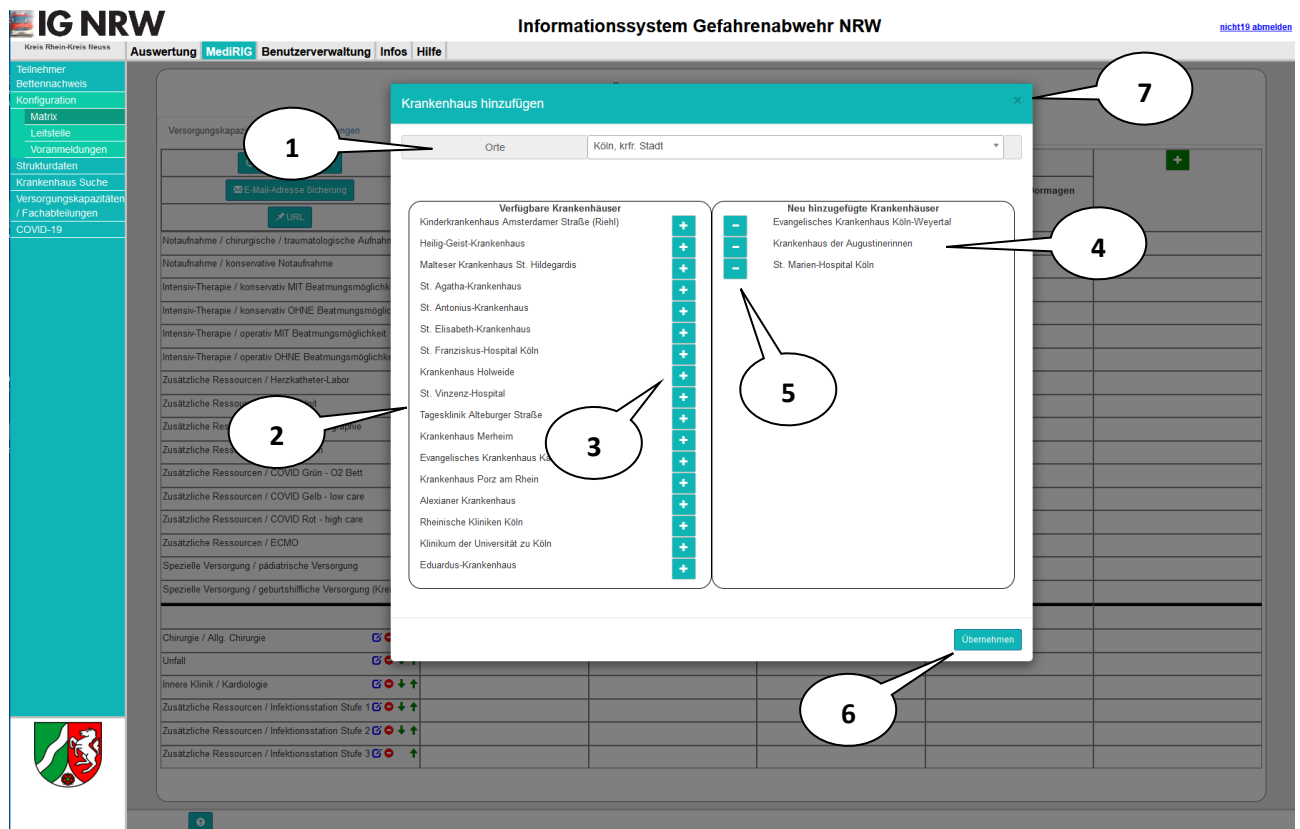 IG NRW
Informationssystem Gefahrenabwehr NRW
nicht19 abmelden
Kreis Rhein-Kreis Neuss
Auswertung MediRIG Benutzerverwaltung Infos Hilfe
Teilnehmer
Bettennachweis
Konfiguration
Matrix
Leitstelle
Voranmeldungen
Strukturdaten
Krankenhaus Suche
Versorgungskapazitäten
/ Fachabteilungen
COVID-19
Krankenhaus hinzufügen ×
7
1
Orte Köln, krfr. Stadt
Verfügbare Krankenhäuser
Kinderkrankenhaus Amsterdamer Straße (Riehl) +
Heilig-Geist-Krankenhaus +
Malteser Krankenhaus St. Hildegardis +
St. Agatha-Krankenhaus +
St. Antonius-Krankenhaus +
St. Elisabeth-Krankenhaus +
St. Franziskus-Hospital Köln +
Krankenhaus Holweide +
St. Vinzenz-Hospital +
Tagesklinik Alteburger Straße +
Krankenhaus Merheim +
Evangelisches Krankenhaus +
Krankenhaus Porz am Rhein +
Alexianer Krankenhaus +
Rheinische Kliniken Köln +
Klinikum der Universität zu Köln +
Eduardus-Krankenhaus +
Neu hinzugefügte Krankenhäuser
− Evangelisches Krankenhaus Köln-Weyertal
− Krankenhaus der Augustinerinnen
− St. Marien-Hospital Köln
4
5
2
3
Übernehmen
6
E-Mail-Adresse Sicherung
URL
+
Notaufnahme / chirurgische / traumatologische
Notaufnahme / konservative Notaufnahme
Intensiv-Therapie / konservativ MIT
Intensiv-Therapie / konservativ OHNE
Intensiv-Therapie / operativ MIT Beatmungsmöglichkeit
Intensiv-Therapie / operativ OHNE
Zusätzliche Ressourcen / Herzkatheter-Labor
Zusätzliche Ressourcen / COVID Grün - O2 Bett
Zusätzliche Ressourcen / COVID Gelb - low care
Zusätzliche Ressourcen / COVID Rot - high care
Zusätzliche Ressourcen / ECMO
Spezielle Versorgung / pädiatrische Versorgung
Spezielle Versorgung / geburtshilfliche Versorgung
Chirurgie / Allg. Chirurgie
Unfall
Innere Klinik / Kardiologie
Zusätzliche Ressourcen / Infektionsstation Stufe 1
Zusätzliche Ressourcen / Infektionsstation Stufe 2
Zusätzliche Ressourcen / Infektionsstation Stufe 3
?